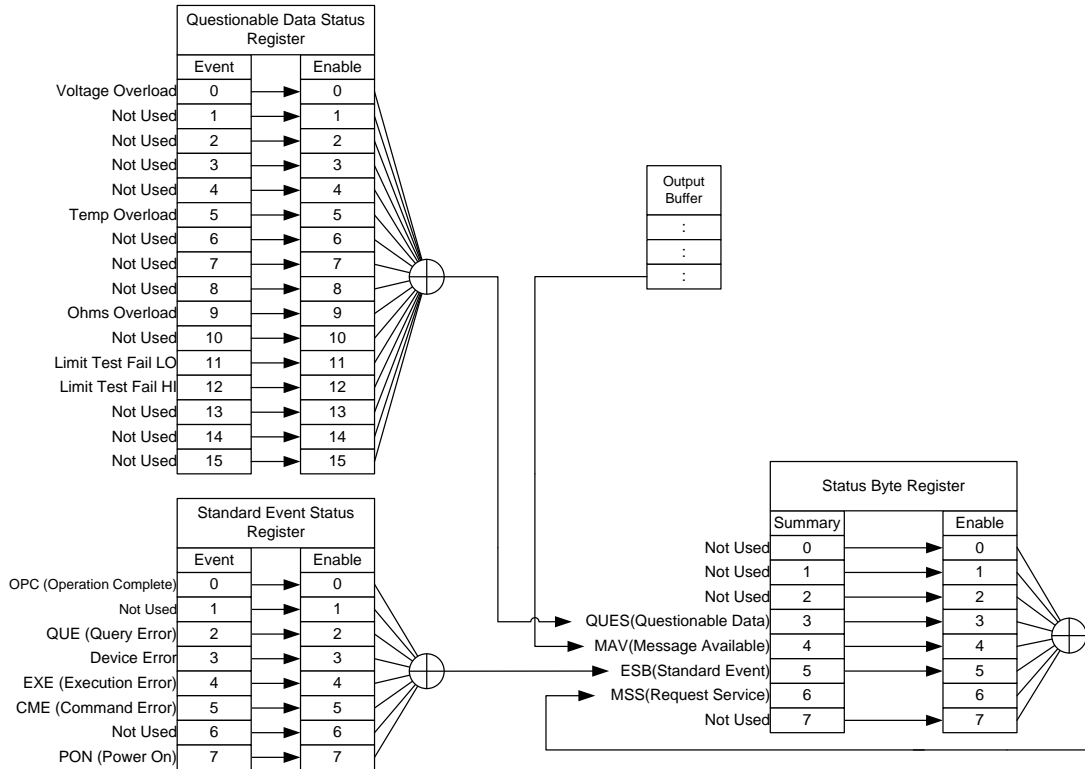 Questionable Data Status
Register
Event Enable
Voltage Overload 0 0
Not Used 1 1
Not Used 2 2
Not Used 3 3
Not Used 4 4
Temp Overload 5 5
Not Used 6 6
Not Used 7 7
Not Used 8 8
Ohms Overload 9 9
Not Used 10 10
Limit Test Fail LO 11 11
Limit Test Fail HI 12 12
Not Used 13 13
Not Used 14 14
Not Used 15 15
Output
Buffer
:
:
:
Standard Event Status
Register
Event Enable
OPC (Operation Complete) 0 0
Not Used 1 1
QUE (Query Error) 2 2
Device Error 3 3
EXE (Execution Error) 4 4
CME (Command Error) 5 5
Not Used 6 6
PON (Power On) 7 7
Status Byte Register
Summary Enable
Not Used 0 0
Not Used 1 1
Not Used 2 2
QUES(Questionable Data) 3 3
MAV(Message Available) 4 4
ESB(Standard Event) 5 5
MSS(Request Service) 6 6
Not Used 7 7